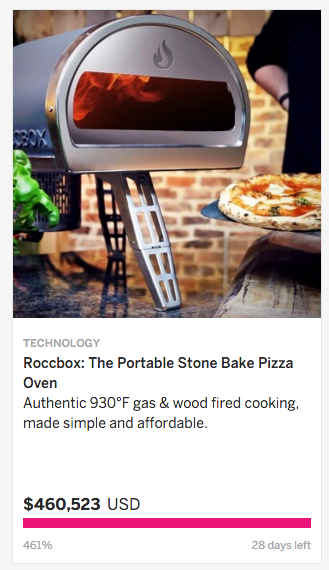 CCBOX
TECHNOLOGY
Roccbox: The Portable Stone Bake Pizza
Oven
Authentic 930°F gas & wood fired cooking,
made simple and affordable.
$460,523 USD
461% 28 days left